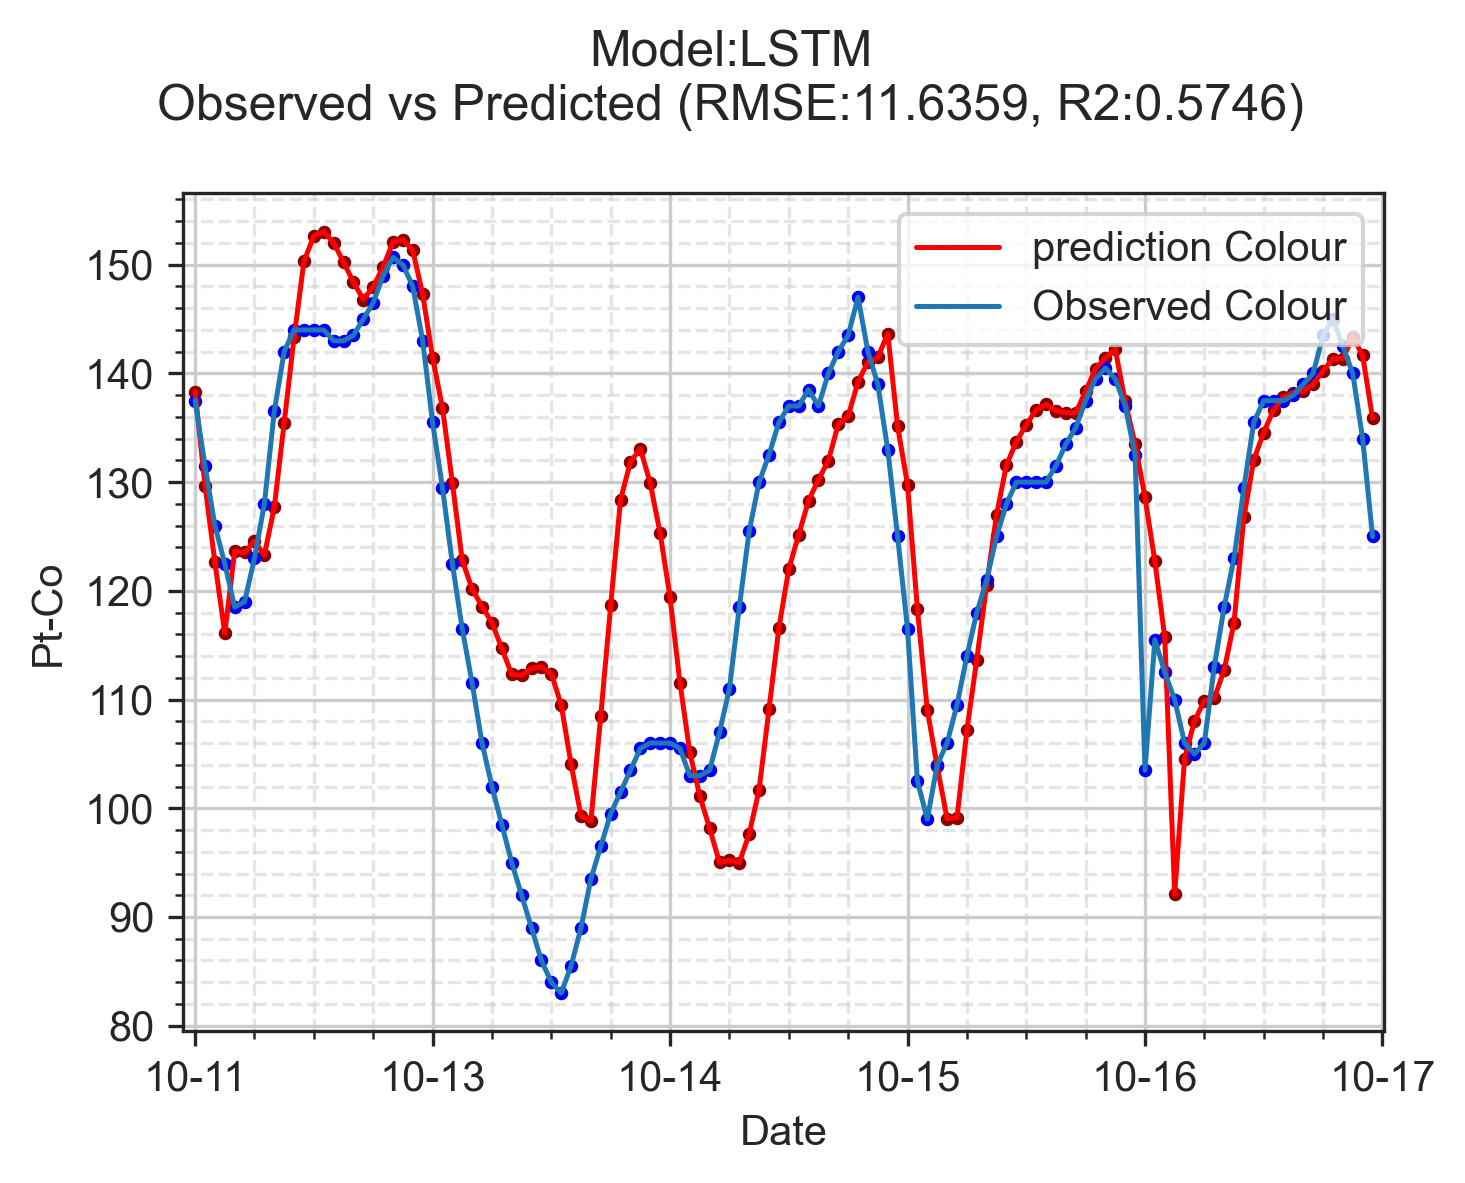 Model:LSTM
Observed vs Predicted (RMSE:11.6359, R2:0.5746)
prediction Colour
Observed Colour
150
140
130
120
110
100
90
80
Pt-Co
10-11 10-13 10-14 10-15 10-16 10-17
Date